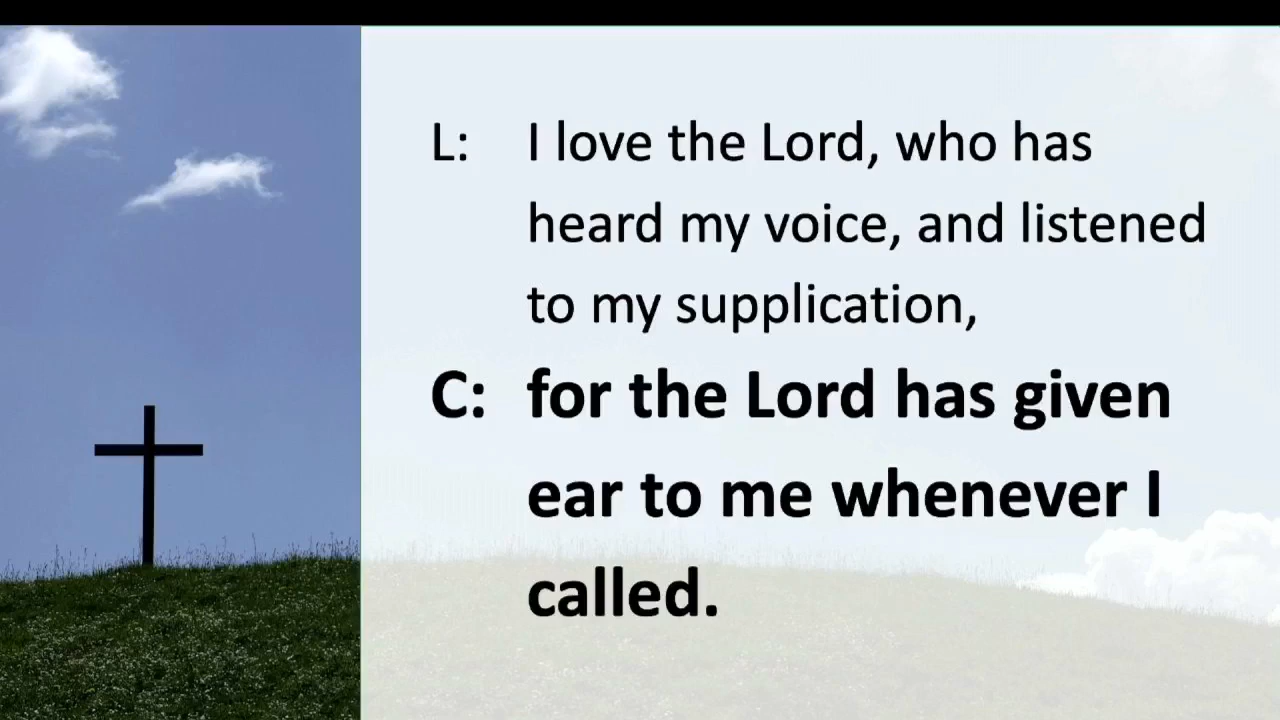 L: I love the Lord, who has
heard my voice, and listened
to my supplication,
C: for the Lord has given
ear to me whenever I
called.